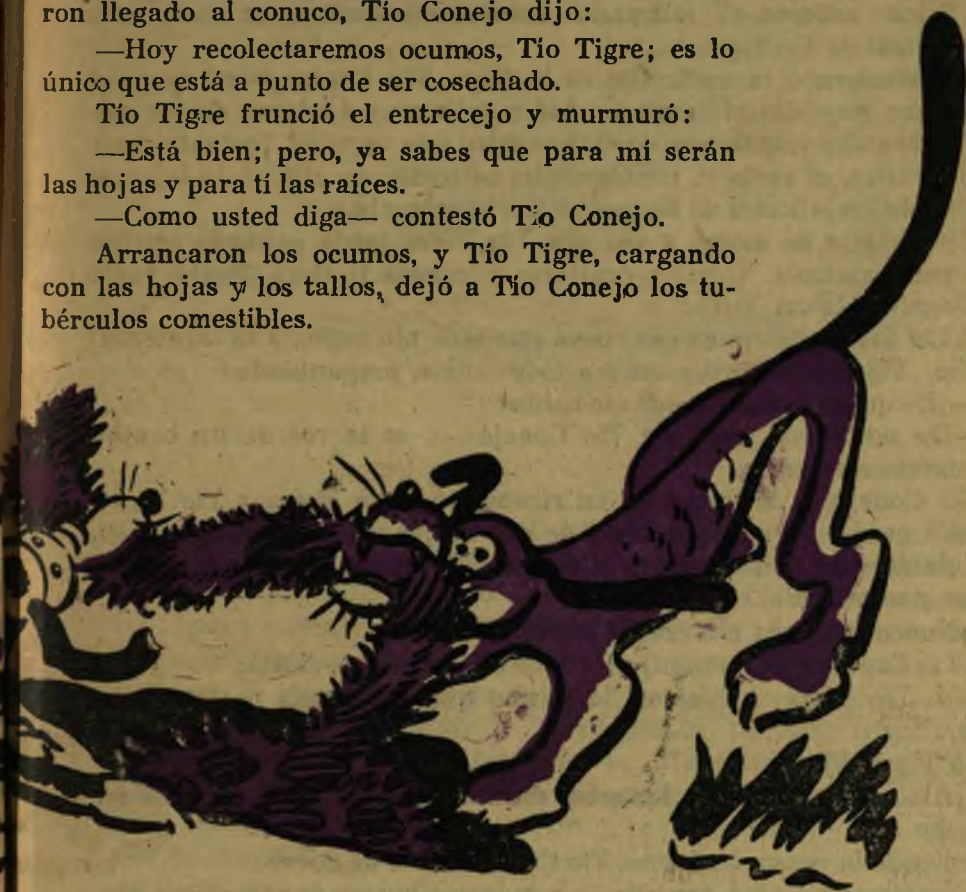 ron llegado al conuco, Tío Conejo dijo:
—Hoy recolectaremos ocumos, Tío Tigre; es lo
único que está a punto de ser cosechado.
Tío Tigre frunció el entrecejo y murmuró:
—Está bien; pero, ya sabes que para mí serán
las hojas y para tí las raíces.
—Como usted diga— contestó Tío Conejo.
Arrancaron los ocumos, y Tío Tigre, cargando
con las hojas y los tallos, dejó a Tío Conejo los tu-
bérculos comestibles.